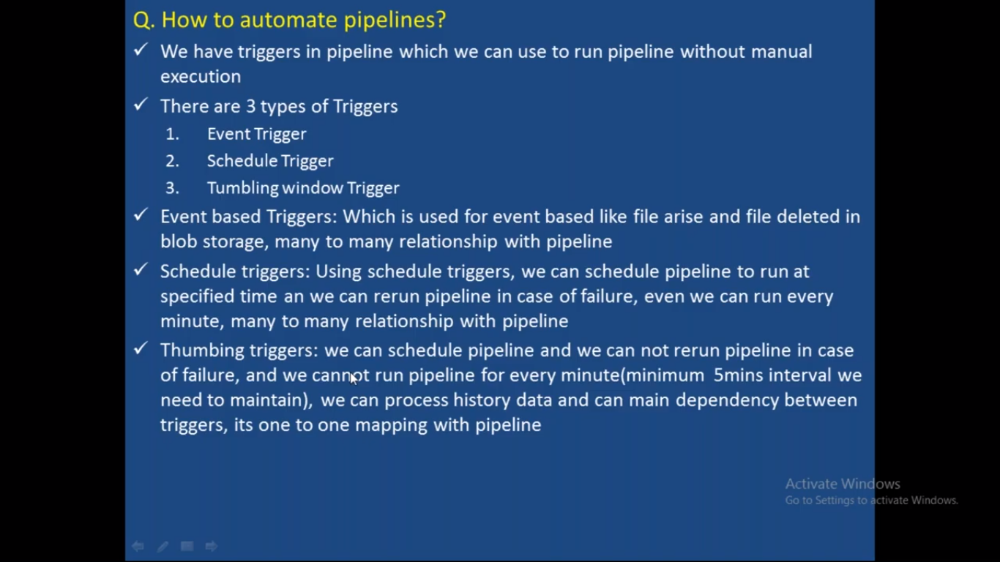 Q. How to automate pipelines?
✓ We have triggers in pipeline which we can use to run pipeline without manual
execution
✓ There are 3 types of Triggers
1. Event Trigger
2. Schedule Trigger
3. Tumbling window Trigger
✓ Event based Triggers: Which is used for event based like file arise and file deleted in
blob storage, many to many relationship with pipeline
✓ Schedule triggers: Using schedule triggers, we can schedule pipeline to run at
specified time an we can rerun pipeline in case of failure, even we can run every
minute, many to many relationship with pipeline
✓ Thumbing triggers: we can schedule pipeline and we can not rerun pipeline in case
of failure, and we cannot run pipeline for every minute(minimum 5mins interval we
need to maintain), we can process history data and can main dependency between
triggers, its one to one mapping with pipeline
Activate Windows
Go to Settings to activate Windows.